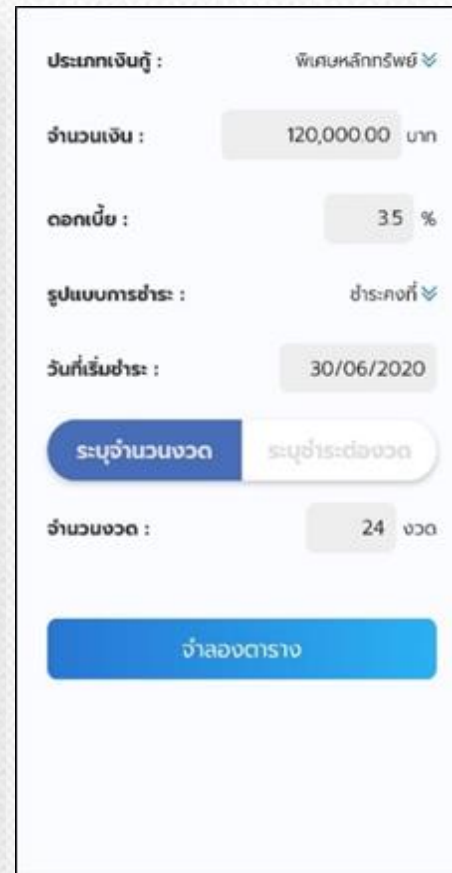 ประเภทเงินกู้ : พิเศษหลักทรัพย์
จำนวนเงิน : 120,000.00 บาท
ดอกเบี้ย : 3.5 %
รูปแบบการชำระ : ชำระคงที่
วันที่เริ่มชำระ : 30/06/2020
ระบุจำนวนงวด ระบุชำระต่องวด
จำนวนงวด : 24 งวด
จำลองตาราง